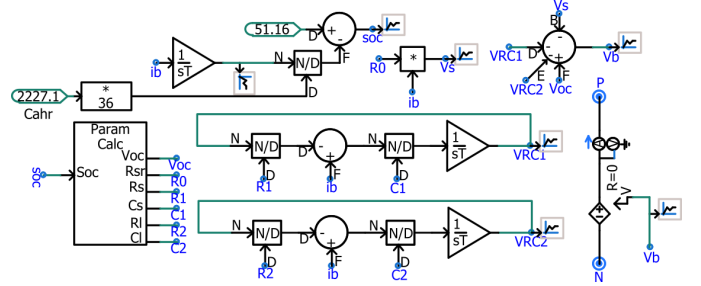 51.16
D
+
-
F
soc
ib
1
sT
N
N/D
D
2227.1
Cahr
*
36
R0
*
Vs
ib
Vs
B
VRC1
D
+
-
-
-
Vb
E
F
VRC2
Voc
P
Param
Calc
soc
Soc
Voc
Voc
Rsr
R0
Rs
R1
Cs
C1
Rl
R2
Cl
C2
N
N/D
D
-
+
N
N/D
1
sT
VRC1
D
F
D
R1
ib
C1
N
N/D
D
-
+
N
N/D
1
sT
VRC2
D
F
D
R2
ib
C2
R=0
V
Vb
N